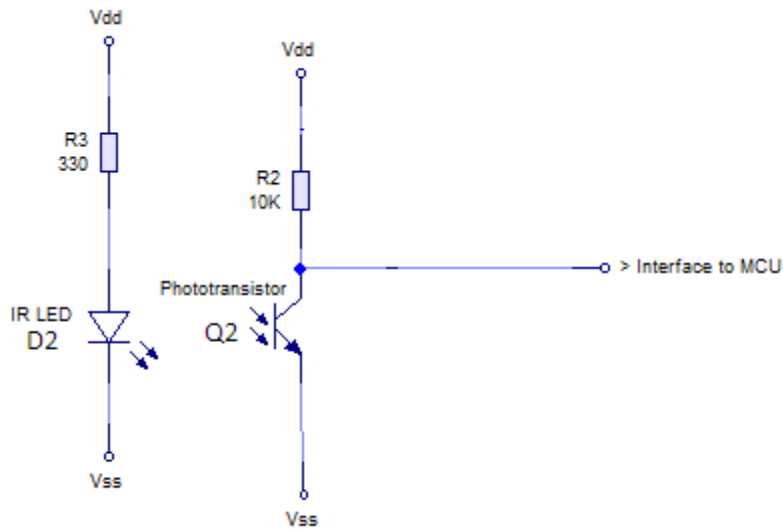 Vdd
R3
330
IR LED
D2
Vss
Vdd
R2
10K
> Interface to MCU
Phototransistor
Q2
Vss